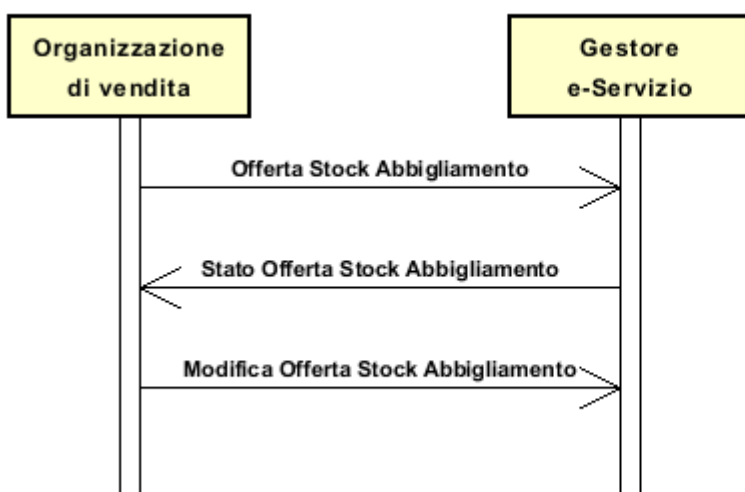 Organizzazione
di vendita
Gestore
e-Servizio
Offerta Stock Abbigliamento
Stato Offerta Stock Abbigliamento
Modifica Offerta Stock Abbigliamento